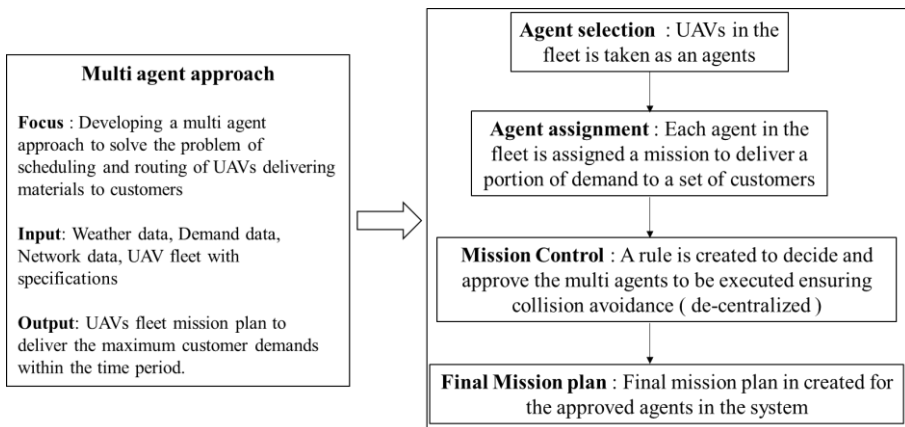 Multi agent approach
Focus : Developing a multi agent
approach to solve the problem of
scheduling and routing of UAVs delivering
materials to customers
Input: Weather data, Demand data,
Network data, UAV fleet with
specifications
Output: UAVs fleet mission plan to
deliver the maximum customer demands
within the time period.
Agent selection : UAVs in the
fleet is taken as an agents
Agent assignment : Each agent in the
fleet is assigned a mission to deliver a
portion of demand to a set of customers
Mission Control : A rule is created to decide and
approve the multi agents to be executed ensuring
collision avoidance ( de-centralized )
Final Mission plan : Final mission plan in created for
the approved agents in the system